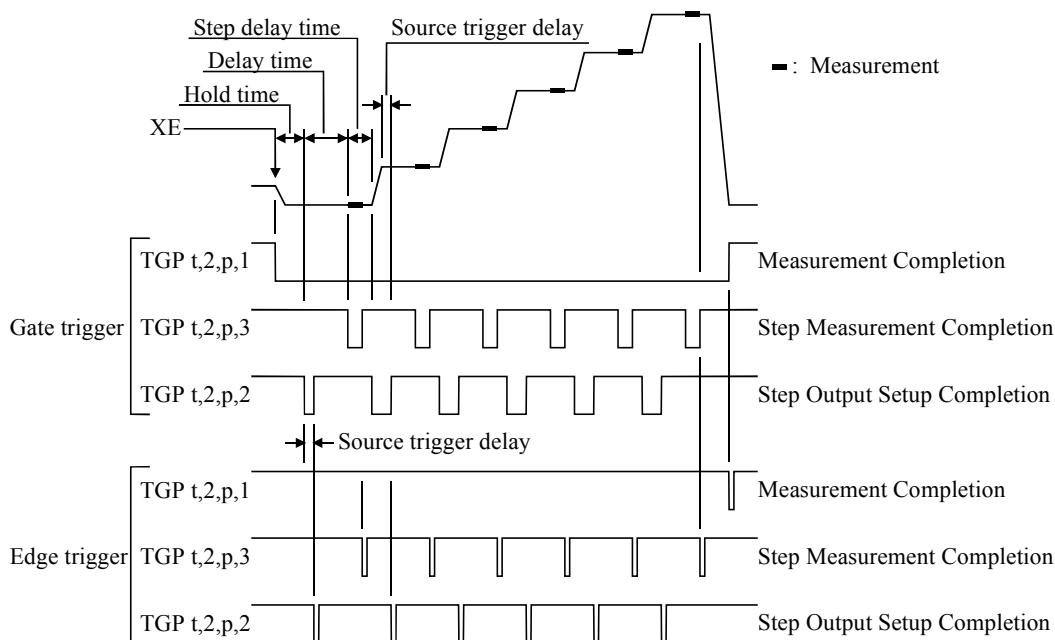 Step delay time
Source trigger delay
Delay time
Hold time
: Measurement
XE
Gate trigger
TGP t,2,p,1
Measurement Completion
TGP t,2,p,3
Step Measurement Completion
TGP t,2,p,2
Step Output Setup Completion
Source trigger delay
Edge trigger
TGP t,2,p,1
Measurement Completion
TGP t,2,p,3
Step Measurement Completion
TGP t,2,p,2
Step Output Setup Completion